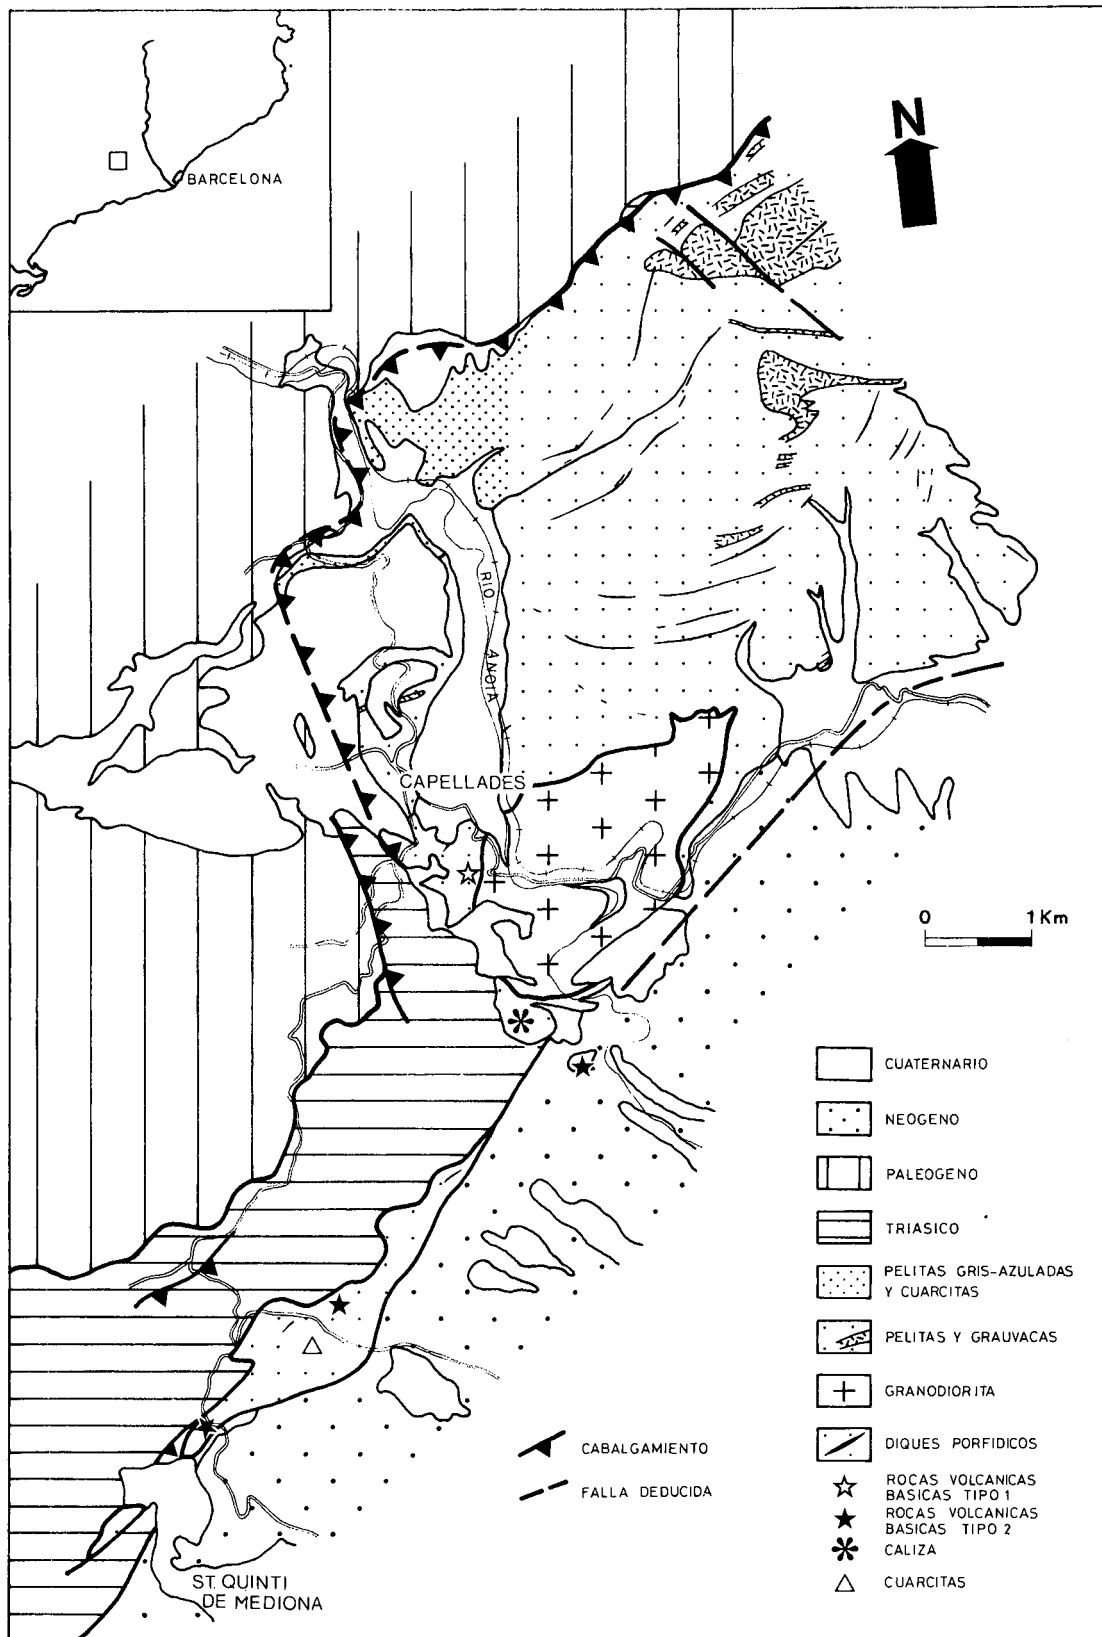 BARCELONA
N
RIO
ANOIA
CAPELLADES
0 1 Km
CUATERNARIO
NEOGENO
PALEOGENO
TRIASICO
PELITAS GRIS-AZULADAS
Y CUARCITAS
PELITAS Y GRAUVACAS
GRANODIORITA
DIQUES PORFIDICOS
ROCAS VOLCANICAS
BASICAS TIPO 1
ROCAS VOLCANICAS
BASICAS TIPO 2
CALIZA
CUARCITAS
CABALGAMIENTO
FALLA DEDUCIDA
ST. QUINTI
DE MEDIONA